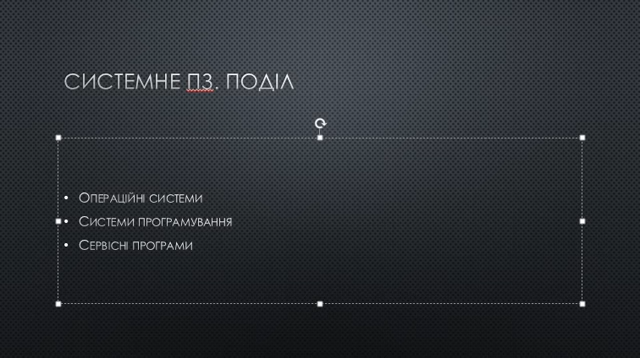 СИСТЕМНЕ ПЗ. ПОДІЛ
• ОПЕРАЦІЙНІ СИСТЕМИ
• СИСТЕМИ ПРОГРАМУВАННЯ
• СЕРВІСНІ ПРОГРАМИ